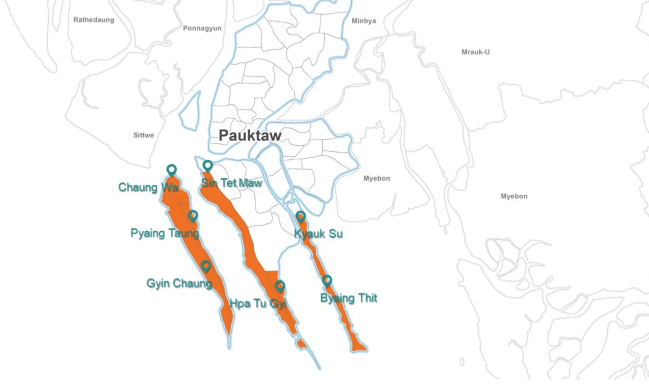 Rathedaung
Ponnagyun
Minbya
Mrauk-U
Sittwe
Pauktaw
Chaung Wa
Sin Tet Maw
Myebon
Myebon
Pyaing Taung
Kyauk Su
Gyin Chaung
Hpa Tu Gyi
Byaing Thit